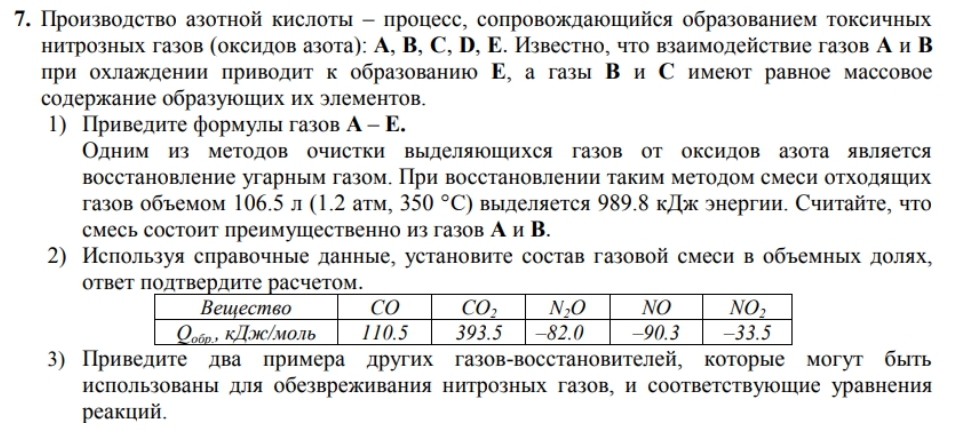 7. Производство азотной кислоты – процесс, сопровождающийся образованием токсичных
нитрозных газов (оксидов азота): A, B, C, D, E. Известно, что взаимодействие газов A и B
при охлаждении приводит к образованию E, а газы B и C имеют равное массовое
содержание образующих их элементов.
1) Приведите формулы газов A – E.
Одним из методов очистки выделяющихся газов от оксидов азота является
восстановление угарным газом. При восстановлении таким методом смеси отходящих
газов объемом 106.5 л (1.2 атм, 350 °C) выделяется 989.8 кДж энергии. Считайте, что
смесь состоит преимущественно из газов A и B.
2) Используя справочные данные, установите состав газовой смеси в объемных долях,
ответ подтвердите расчетом.
Вещество CO CO₂ N₂O NO NO₂
Qобр., кДж/моль 110.5 393.5 –82.0 –90.3 –33.5
3) Приведите два примера других газов-восстановителей, которые могут быть
использованы для обезвреживания нитрозных газов, и соответствующие уравнения
реакций.